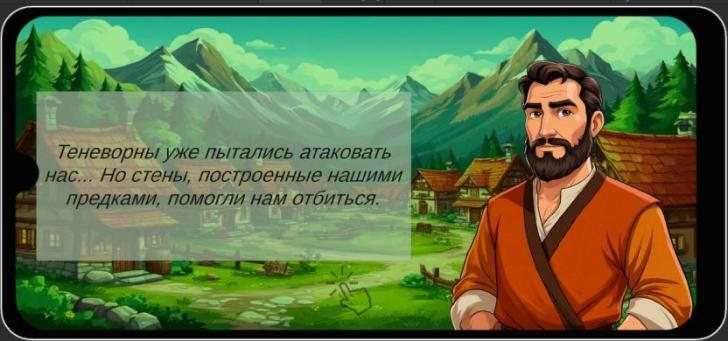 Теневорны уже пытались атаковать
нас... Но стены, построенные нашими
предками, помогли нам отбиться.